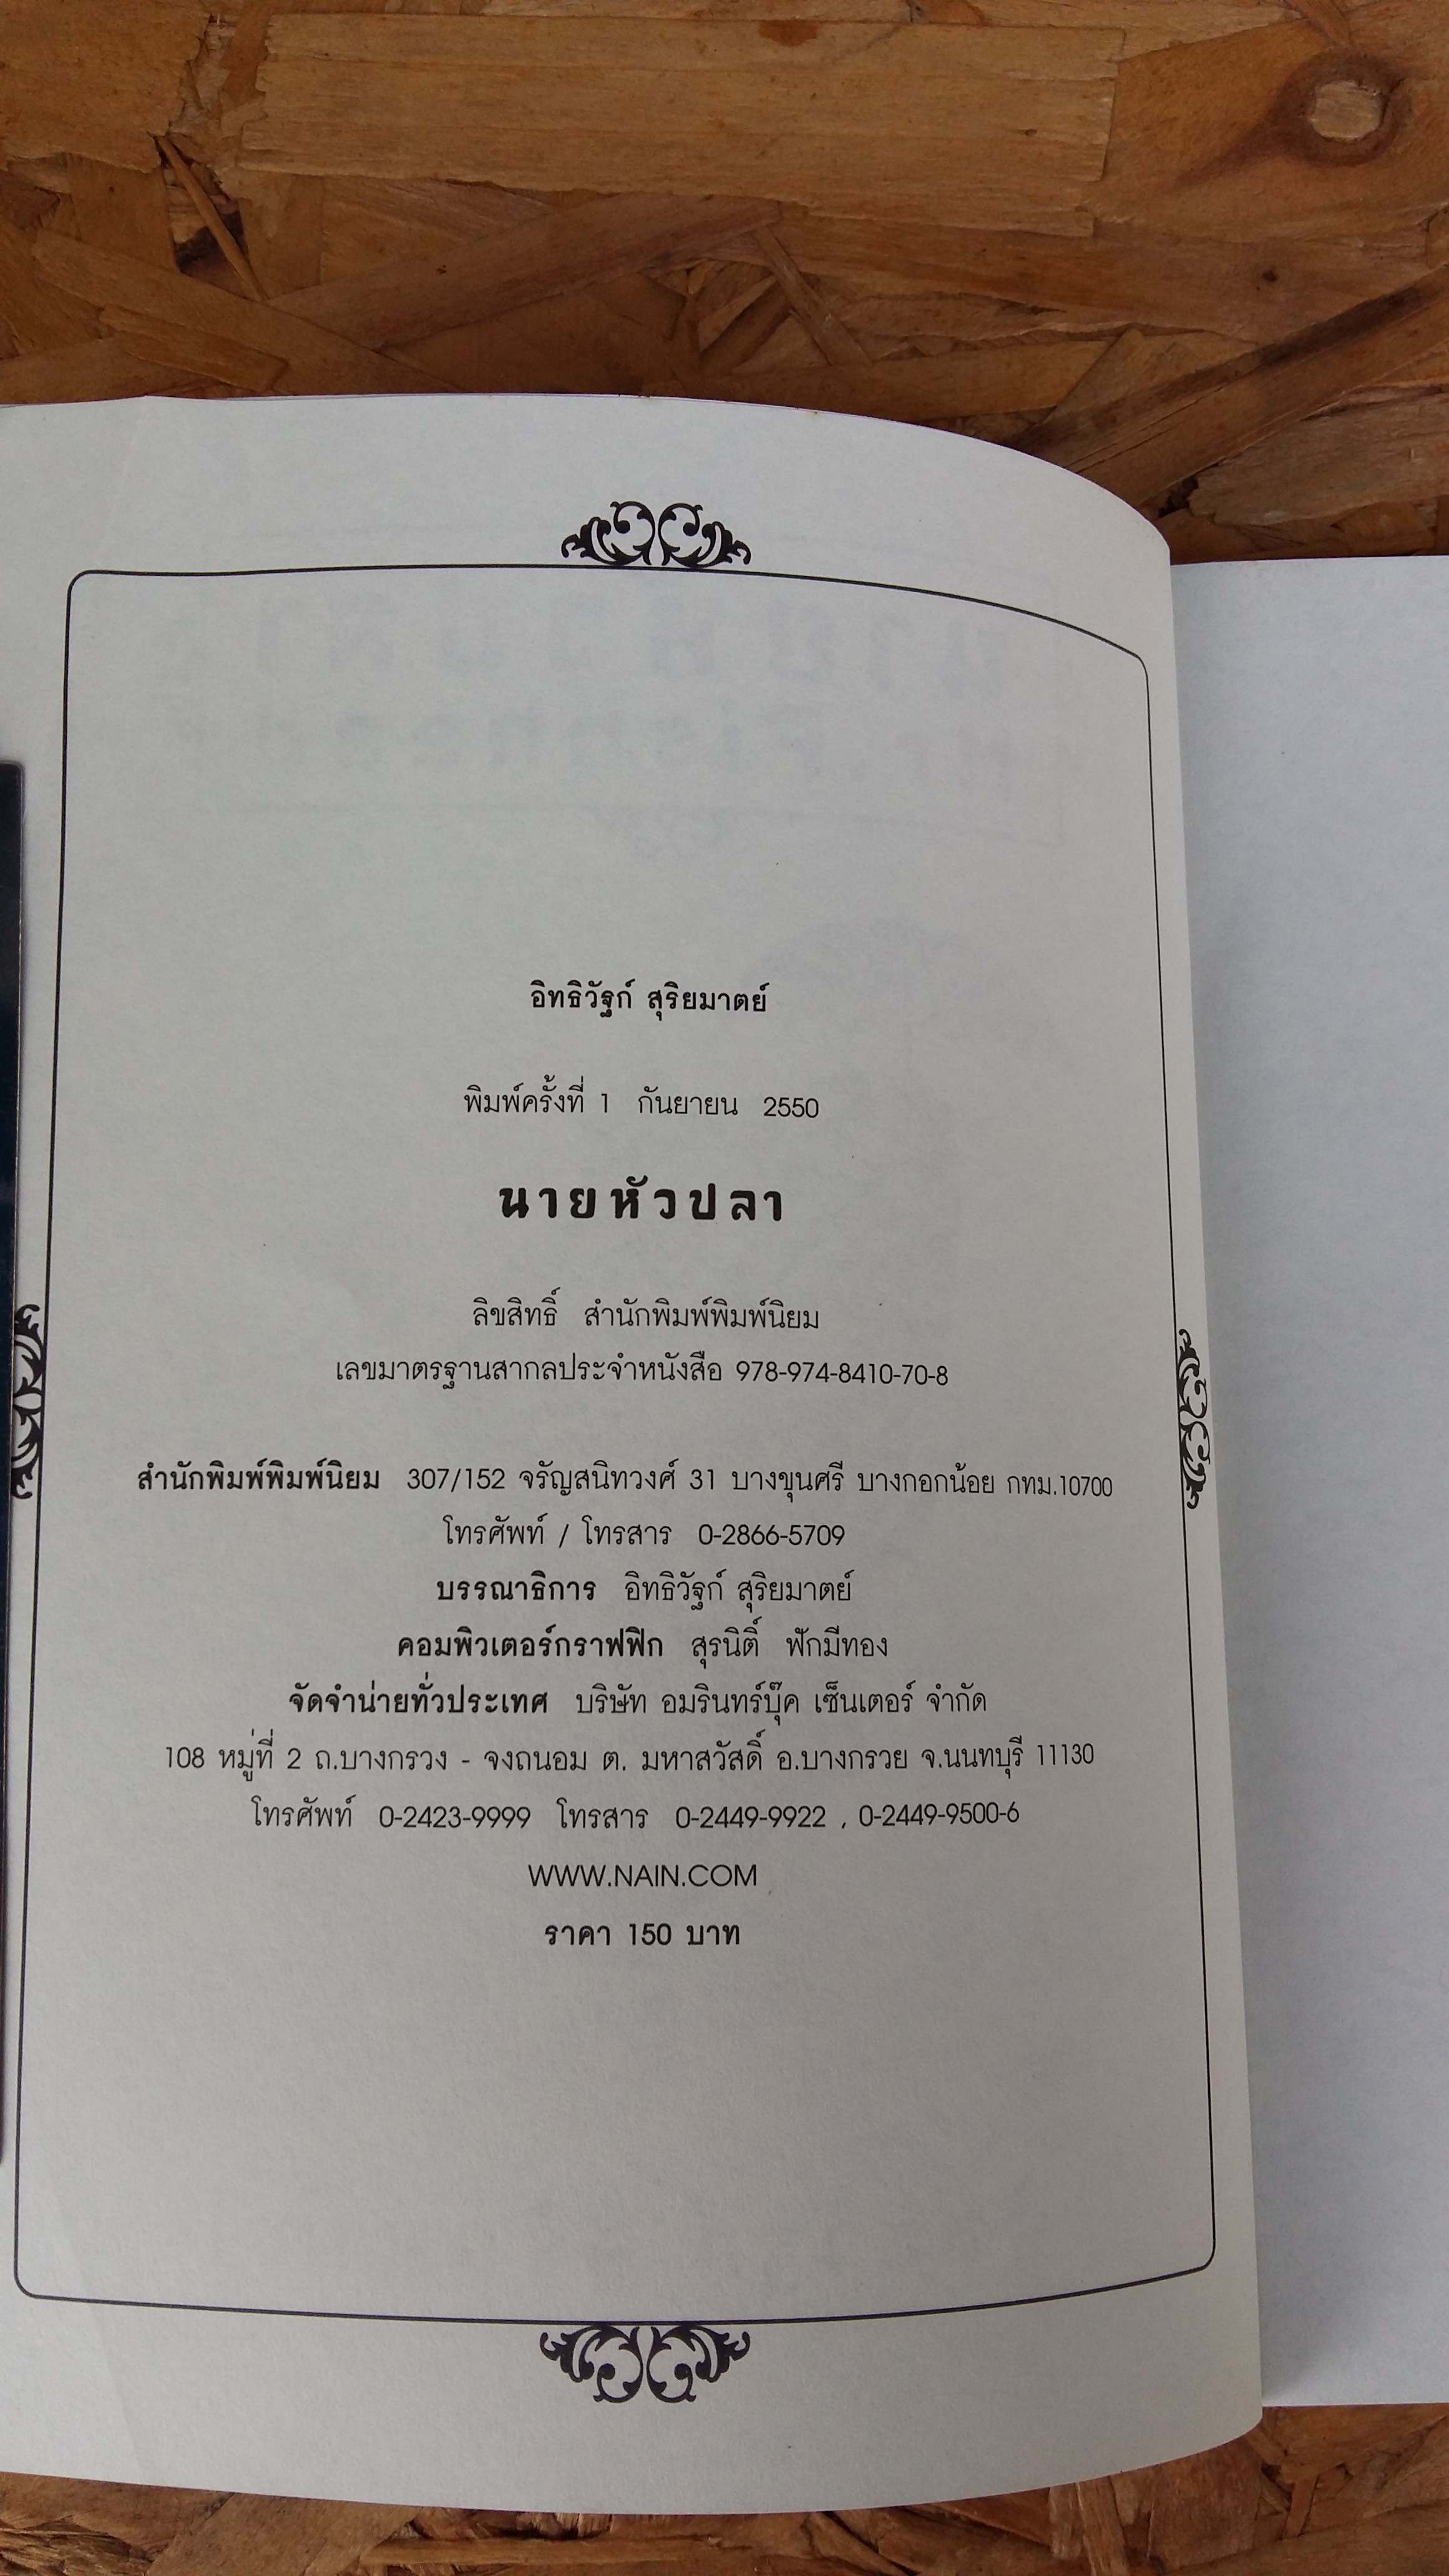 อิทธิวัฐก์ สุริยมาตย์
พิมพ์ครั้งที่ 1 กันยายน 2550
นายหัวปลา
ลิขสิทธิ์ สำนักพิมพ์พิมพ์นิยม
เลขมาตรฐานสากลประจำหนังสือ 978-974-8410-70-8
สำนักพิมพ์พิมพ์นิยม 307/152 จรัญสนิทวงศ์ 31 บางขุนศรี บางกอกน้อย กทม.10700
โทรศัพท์ / โทรสาร 0-2866-5709
บรรณาธิการ อิทธิวัฐก์ สุริยมาตย์
คอมพิวเตอร์กราฟฟิก สุรนิติ์ ฟักมีทอง
จัดจำน่ายทั่วประเทศ บริษัท อมรินทร์บุ๊ค เซ็นเตอร์ จำกัด
108 หมู่ที่ 2 ถ.บางกรวง - จงถนอม ต. มหาสวัสดิ์ อ.บางกรวย จ.นนทบุรี 11130
โทรศัพท์ 0-2423-9999 โทรสาร 0-2449-9922 , 0-2449-9500-6
WWW.NAIN.COM
ราคา 150 บาท